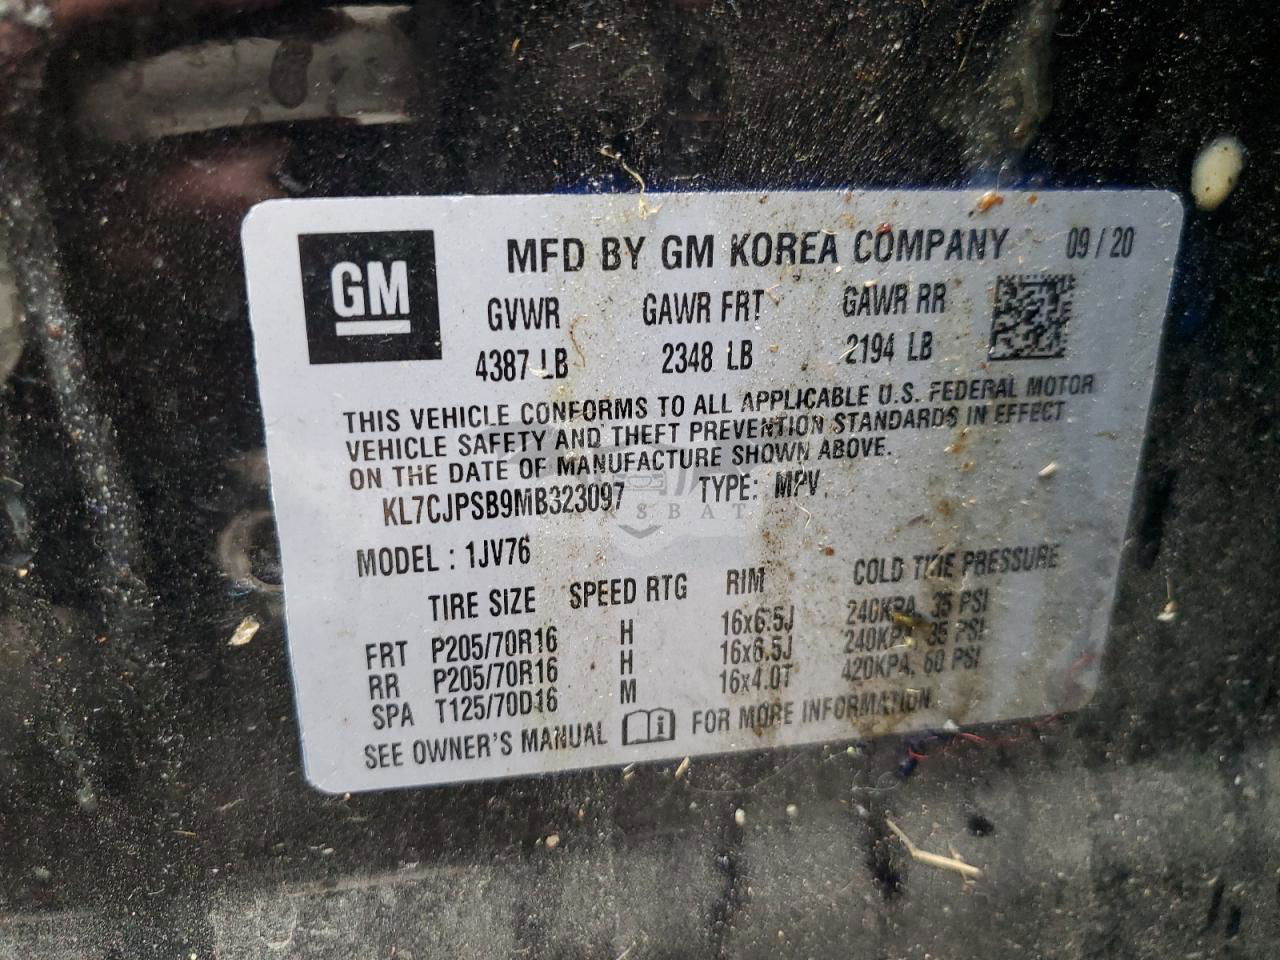 GM
MFD BY GM KOREA COMPANY 09/20
GVWR GAWR FRT GAWR RR
4387 LB 2348 LB 2194 LB
THIS VEHICLE CONFORMS TO ALL APPLICABLE U.S. FEDERAL MOTOR
VEHICLE SAFETY AND THEFT PREVENTION STANDARDS IN EFFECT
ON THE DATE OF MANUFACTURE SHOWN ABOVE.
KL7CJPSB9MB323097 TYPE: MPV
MODEL : 1JV76
TIRE SIZE SPEED RTG RIM COLD TIRE PRESSURE
FRT P205/70R16 H 16x6.5J 240KPA, 35 PSI
RR P205/70R16 H 16x6.5J 240KPA, 35 PSI
SPA T125/70D16 M 16x4.0T 420KPA, 60 PSI
SEE OWNER'S MANUAL i FOR MORE INFORMATION